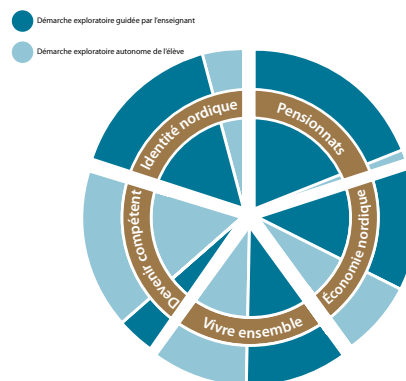 Démarche exploratoire guidée par l'enseignant
Démarche exploratoire autonome de l'élève
Identité nordique
Pensionnats
Économie nordique
Vivre ensemble
Devenir compétent